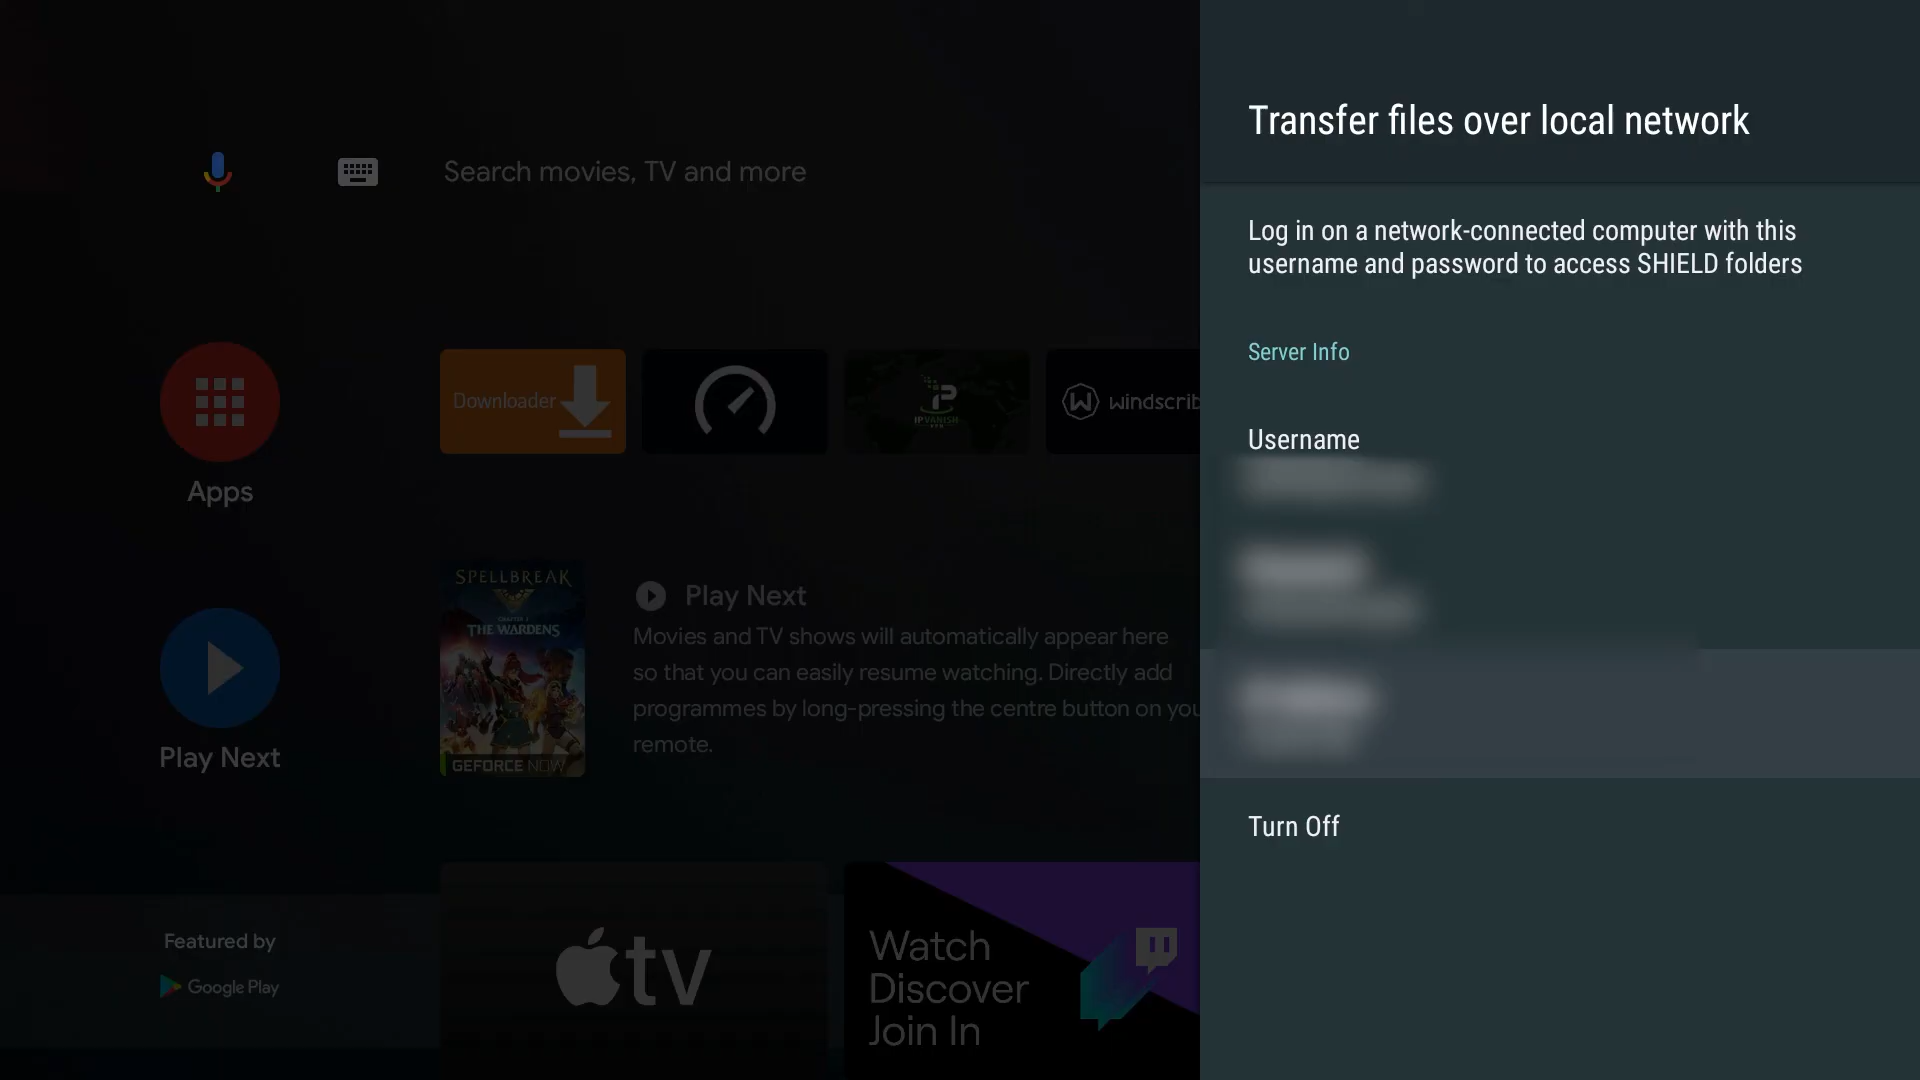 Search movies, TV and more
Apps
Downloader
IPVANISH
VPN
windscrib
Play Next
SPELLBREAK
CHAPTER 2
THE WARDENS
GEFORCE NOW
Play Next
Movies and TV shows will automatically appear here
so that you can easily resume watching. Directly add
programmes by long-pressing the centre button on you
remote.
Featured by
Google Play
tv
Watch
Discover
Join In
Transfer files over local network
Log in on a network-connected computer with this
username and password to access SHIELD folders
Server Info
Username
Turn Off